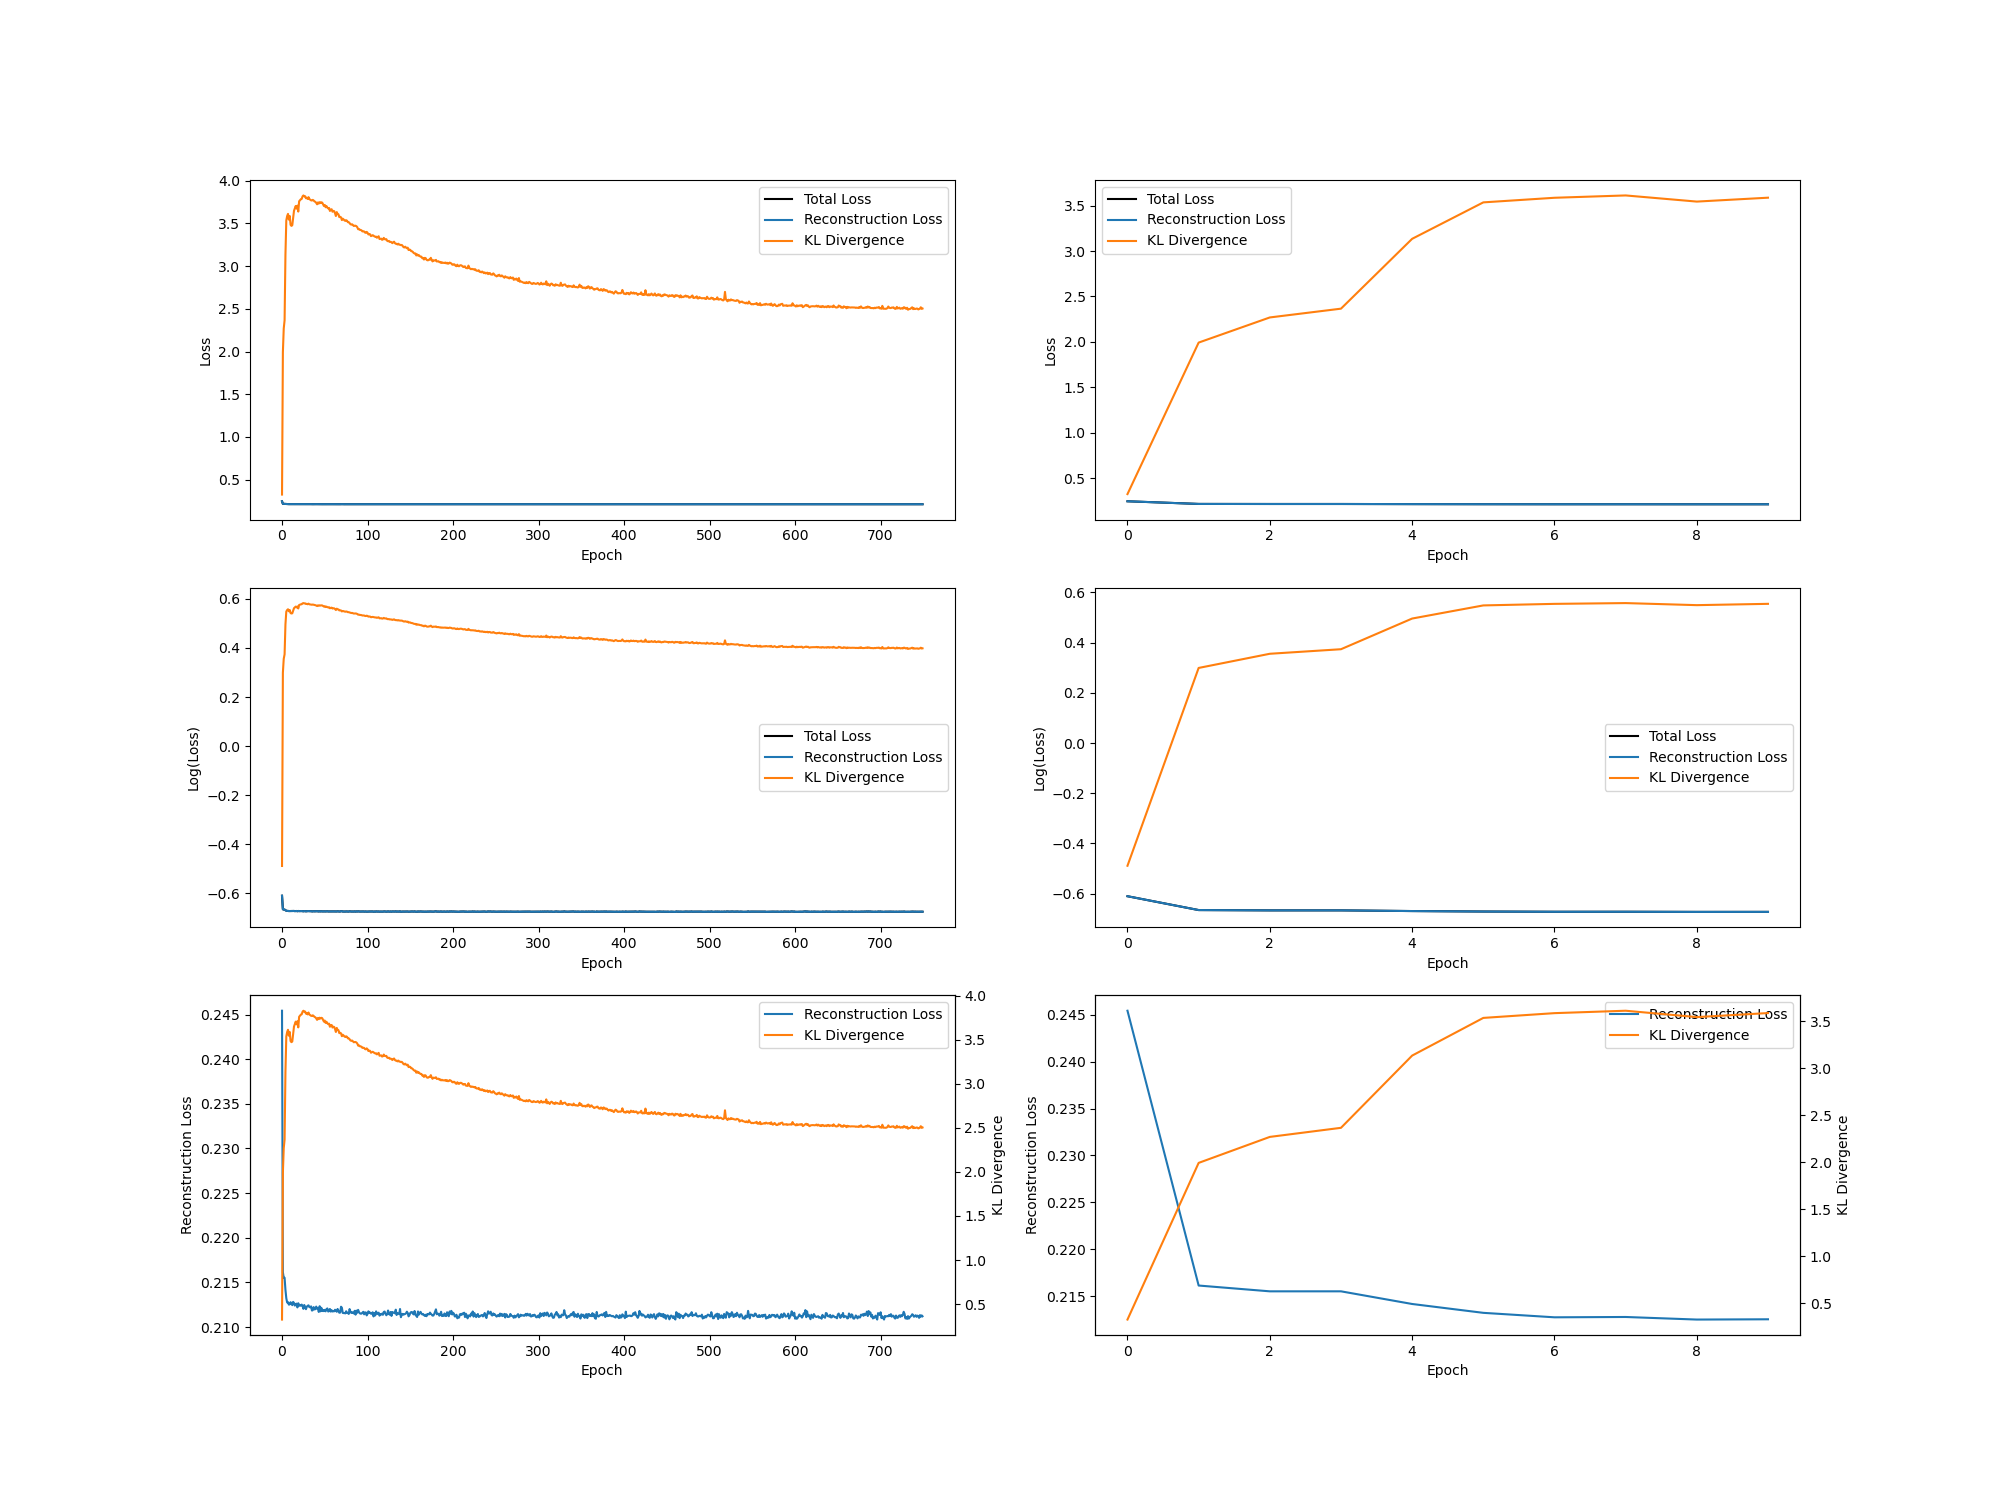 4.0
3.5
3.0
2.5
2.0
1.5
1.0
0.5
Loss
0 100 200 300 400 500 600 700
Epoch
Total Loss
Reconstruction Loss
KL Divergence
3.5
3.0
2.5
2.0
1.5
1.0
0.5
Loss
0 2 4 6 8
Epoch
Total Loss
Reconstruction Loss
KL Divergence
0.6
0.4
0.2
0.0
−0.2
−0.4
−0.6
Log(Loss)
0 100 200 300 400 500 600 700
Epoch
Total Loss
Reconstruction Loss
KL Divergence
0.6
0.4
0.2
0.0
−0.2
−0.4
−0.6
Log(Loss)
0 2 4 6 8
Epoch
Total Loss
Reconstruction Loss
KL Divergence
0.245
0.240
0.235
0.230
0.225
0.220
0.215
0.210
Reconstruction Loss
0 100 200 300 400 500 600 700
Epoch
Reconstruction Loss
KL Divergence
4.0
3.5
3.0
2.5
2.0
1.5
1.0
0.5
KL Divergence
0.245
0.240
0.235
0.230
0.225
0.220
0.215
Reconstruction Loss
0 2 4 6 8
Epoch
Reconstruction Loss
KL Divergence
3.5
3.0
2.5
2.0
1.5
1.0
0.5
KL Divergence